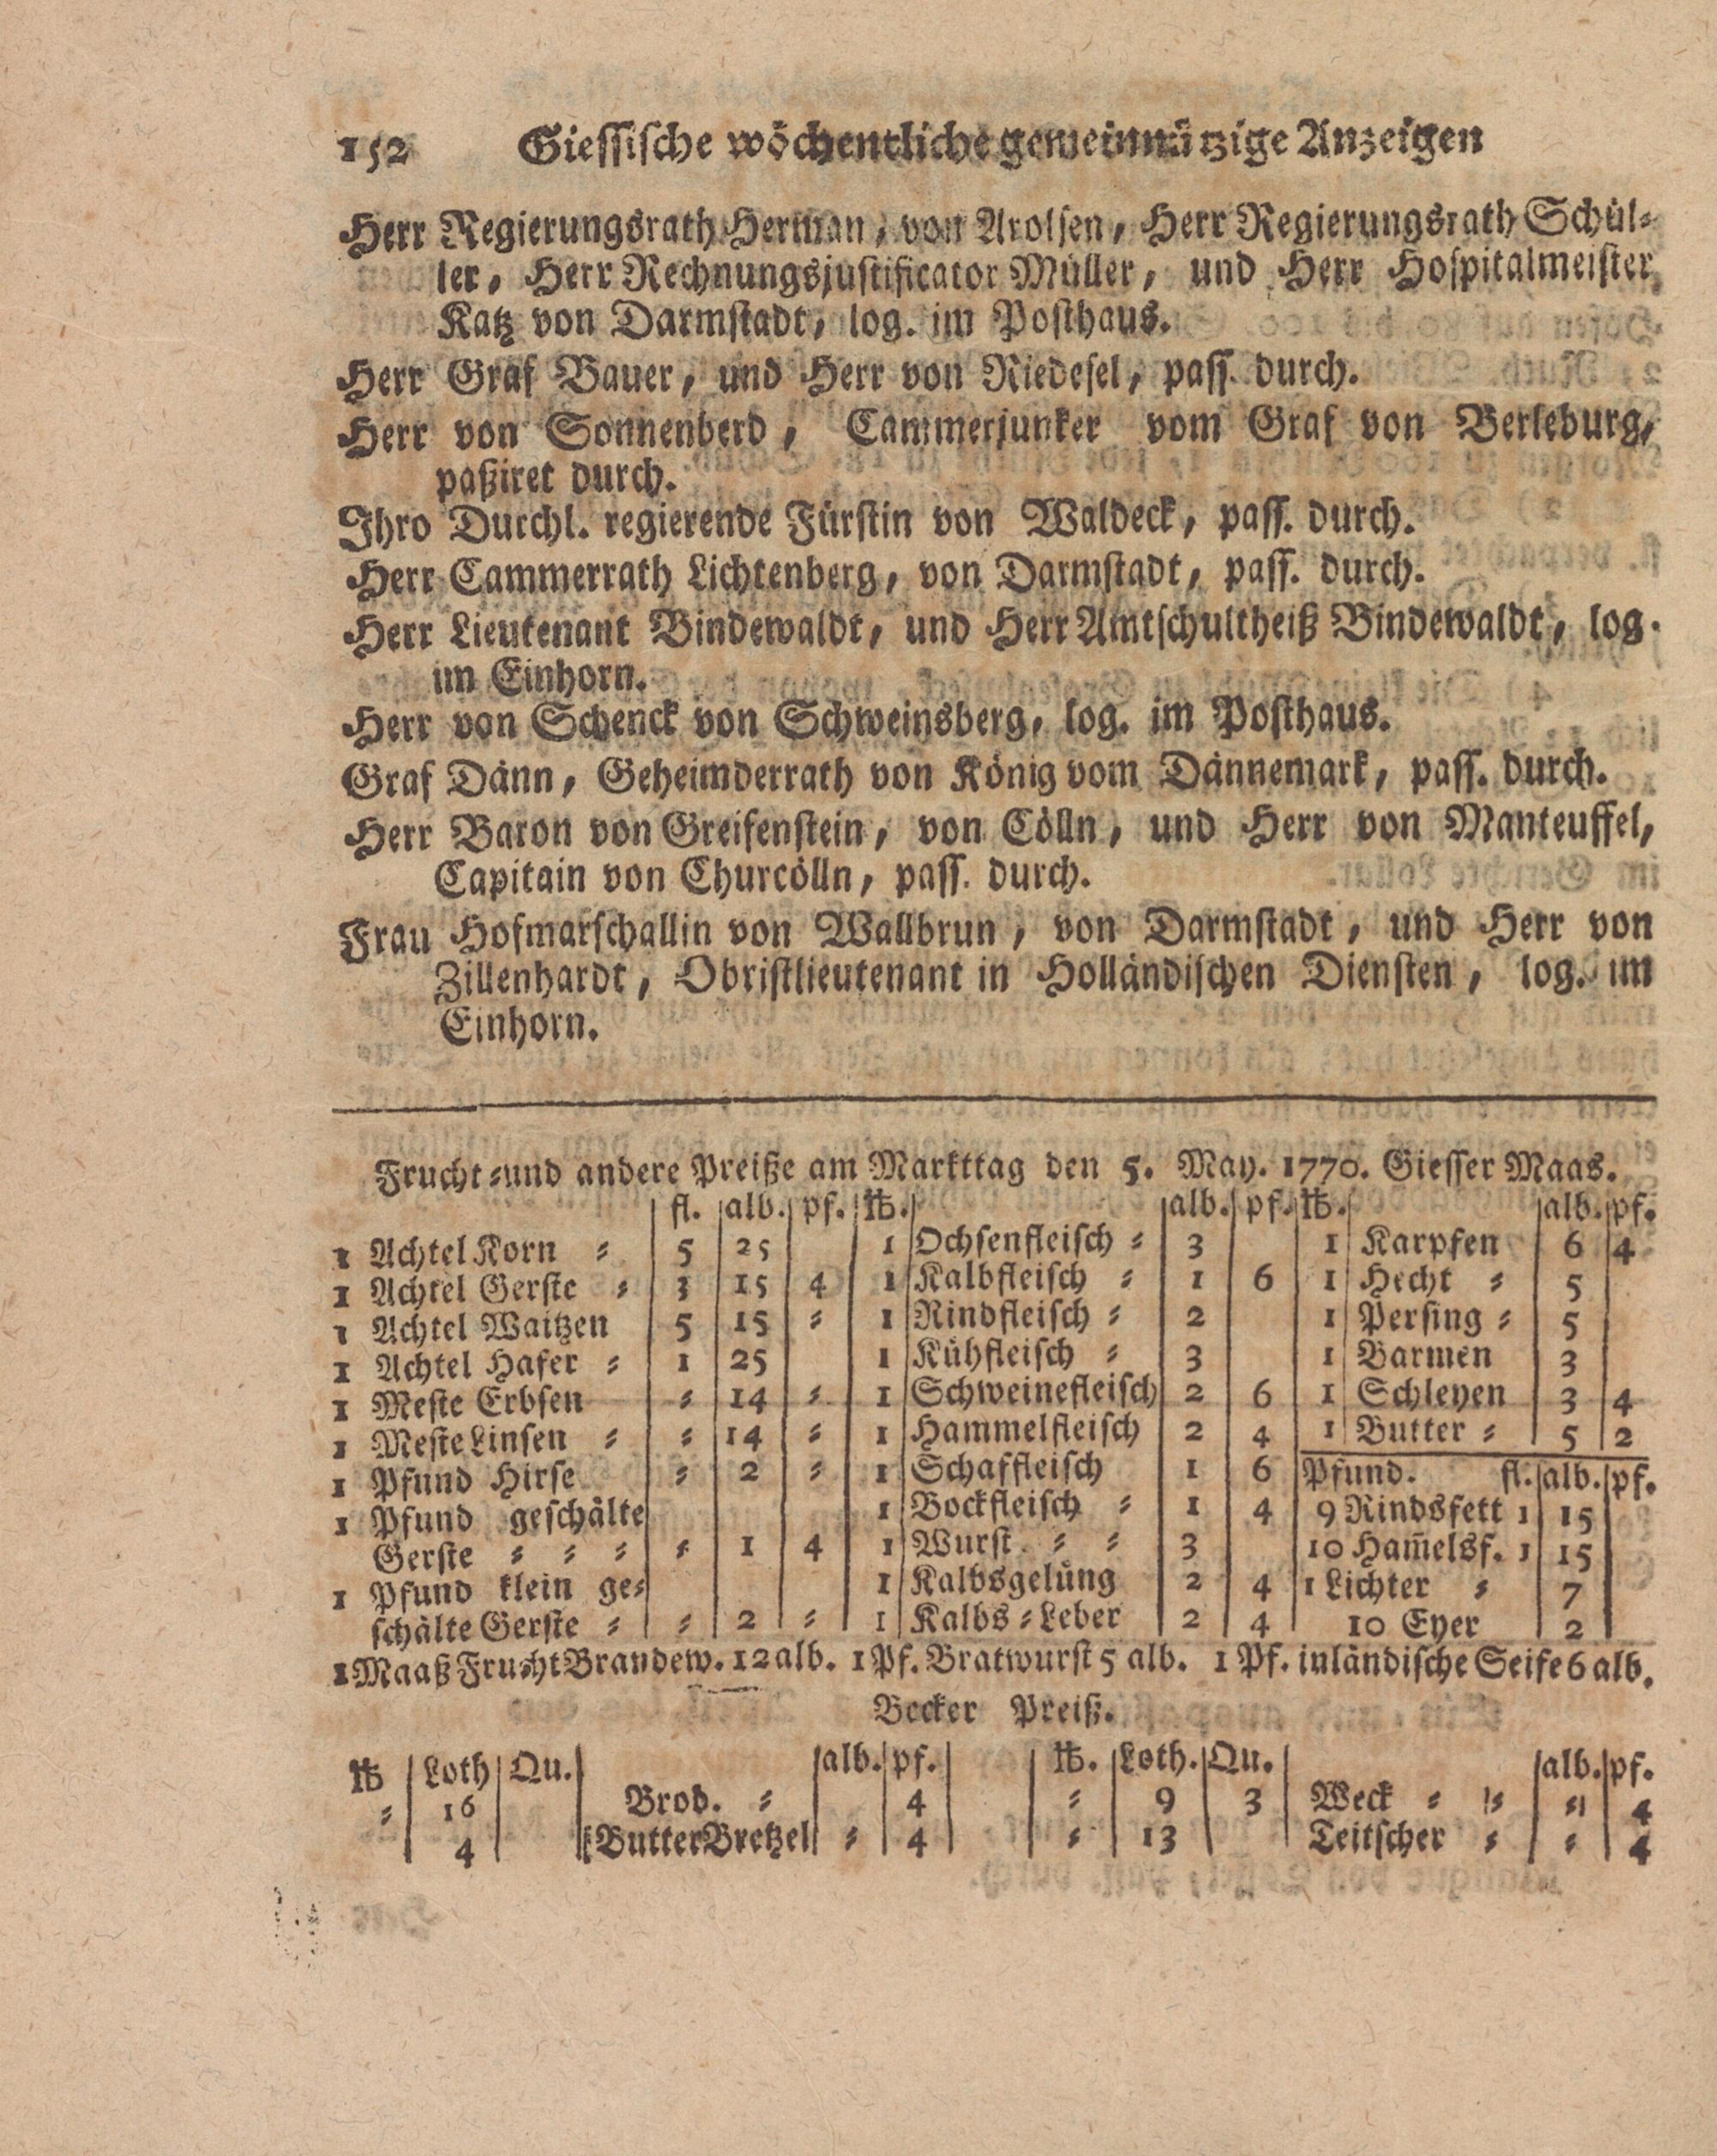 152 Giessische wöchentliche gemeinnützige Anzeigen
Herr Regierungsrath Herman, von Arolsen, Herr Regierungsrath Schül⸗
ler, Herr Rechnungsjustificator Müller, und Herr Hospitalmeister
Katz von Darmstadt, log. im Posthaus.
Herr Graf Bauer, und Herr von Riedesel, pass. durch.
Herr von Sonnenberd, Cammerjunker vom Graf von Berleburg,
paßiret durch.
Ihro Durchl. regierende Fürstin von Waldeck, pass. durch.
Herr Cammerrath Lichtenberg, von Darmstadt, pass. durch.
Herr Lieutenant Bindewaldt, und Herr Amtschultheiß Bindewaldt, log.
im Einhorn.
Herr von Schenck von Schweinsberg, log. im Posthaus.
Graf Dänn, Geheimderrath von König vom Dännemark, pass. durch.
Herr Baron von Greifenstein, von Cölln, und Herr von Manteuffel,
Capitain von Churcölln, pass. durch.
Frau Hofmarschallin von Wallbrun, von Darmstadt, und Herr von
Zillenhardt, Obristlieutenant in Holländischen Diensten, log. im
Einhorn.
Frucht⸗und andere Preiße am Markttag den 5. May. 1770. Giesser Maas.
fl. alb. pf. ℔. alb. pf. ℔. alb. pf.
1 Achtel Korn ⸗ 5 25 1 Ochsenfleisch ⸗ 3 1 Karpfen 6 4
1 Achtel Gerste ⸗ 3 15 4 1 Kalbfleisch ⸗ 1 6 1 Hecht ⸗ 5
1 Achtel Waitzen 5 15 ⸗ 1 Rindfleisch ⸗ 2 1 Persing ⸗ 5
1 Achtel Hafer ⸗ 1 25 1 Kühfleisch ⸗ 3 1 Barmen 3
1 Meste Erbsen ⸗ 14 ⸗ 1 Schweinefleisch 2 6 1 Schleyen 3 4
1 Meste Linsen ⸗ ⸗ 14 ⸗ 1 Hammelfleisch 2 4 1 Butter ⸗ 5 2
1 Pfund Hirse ⸗ 2 ⸗ 1 Schaffleisch 1 6 Pfund. fl. alb. pf.
1 Pfund geschälte 1 Bockfleisch ⸗ 1 4 9 Rindsfett 1 15
Gerste ⸗ ⸗ ⸗ ⸗ 1 4 1 Wurst ⸗ ⸗ 3 10 Ham̃elsf. 1 15
1 Pfund klein ge⸗ 1 Kalbsgelüng 2 4 1 Lichter ⸗ 7
schälte Gerste ⸗ ⸗ 2 ⸗ 1 Kalbs⸗Leber 2 4 10 Eyer 2
1 Maaß Frucht Brandew. 12 alb. 1 Pf. Bratwurst 5 alb. 1 Pf. inländische Seife 6 alb.
Becker Preiß.
℔ Loth Qu. alb. pf. ℔. Loth. Qu. alb. pf.
⸗ 16 Brod. ⸗ 4 ⸗ 9 3 Weck ⸗ ⸗ ⸗ 4
4 Butter Bretzel ⸗ 4 ⸗ 13 Teitscher ⸗ ⸗ 4